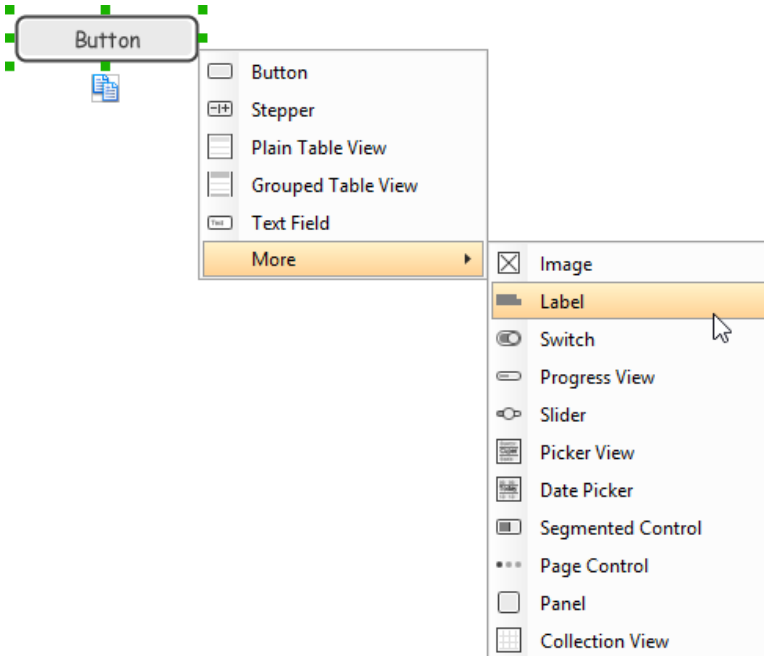 Button
Button
Stepper
Plain Table View
Grouped Table View
Text Field
More
Image
Label
Switch
Progress View
Slider
Picker View
Date Picker
Segmented Control
Page Control
Panel
Collection View